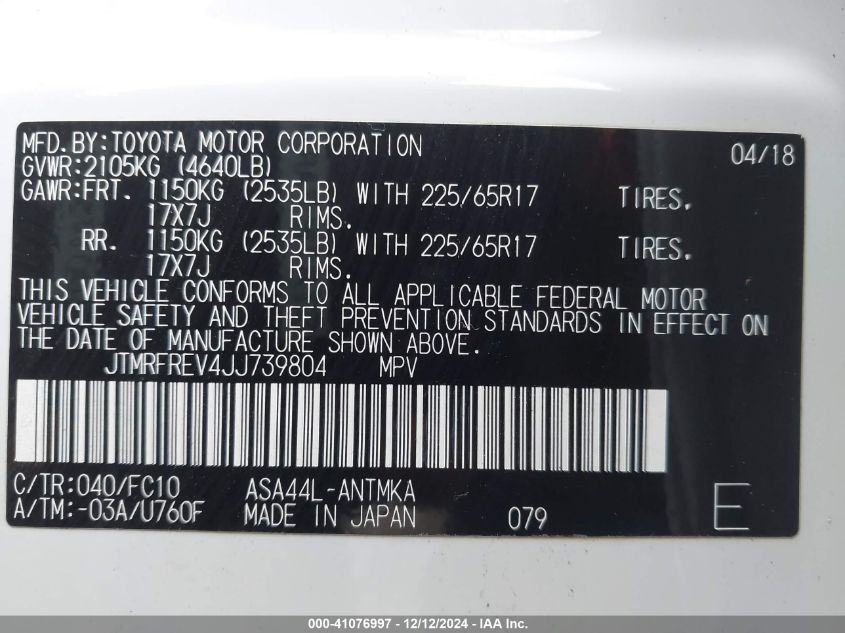 MFD. BY: TOYOTA MOTOR CORPORATION 04/18
GVWR: 2105KG (4640LB)
GAWR: FRT. 1150KG (2535LB) WITH 225/65R17 TIRES.
17X7J RIMS.
RR. 1150KG (2535LB) WITH 225/65R17 TIRES.
17X7J RIMS.
THIS VEHICLE CONFORMS TO ALL APPLICABLE FEDERAL MOTOR
VEHICLE SAFETY AND THEFT PREVENTION STANDARDS IN EFFECT ON
THE DATE OF MANUFACTURE SHOWN ABOVE.
JTMRFREV4JJ739804 MPV
C/TR: 040/FC10 ASA44L-ANTMKA
A/TM: -03A/U760F MADE IN JAPAN 079 E
000-41076997 - 12/12/2024 - IAA Inc.